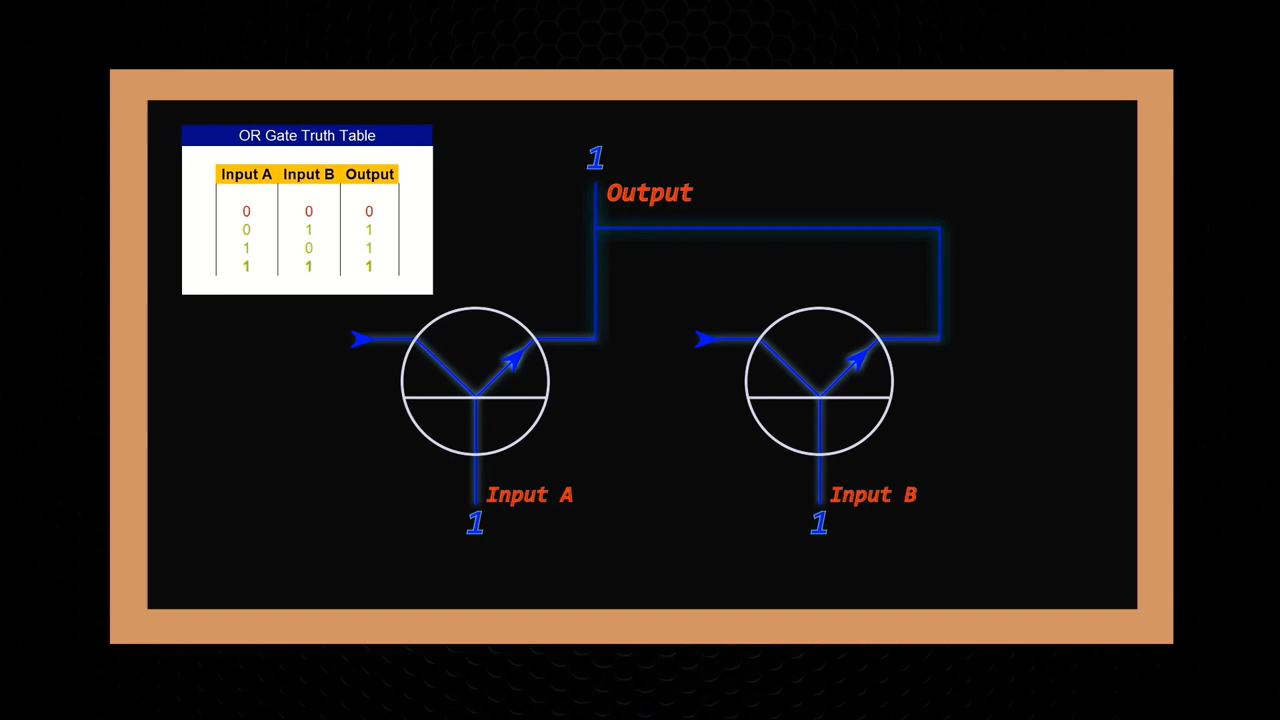 OR Gate Truth Table
Input A Input B Output
0 0 0
0 1 1
1 0 1
1 1 1
1
Output
Input A
1
Input B
1